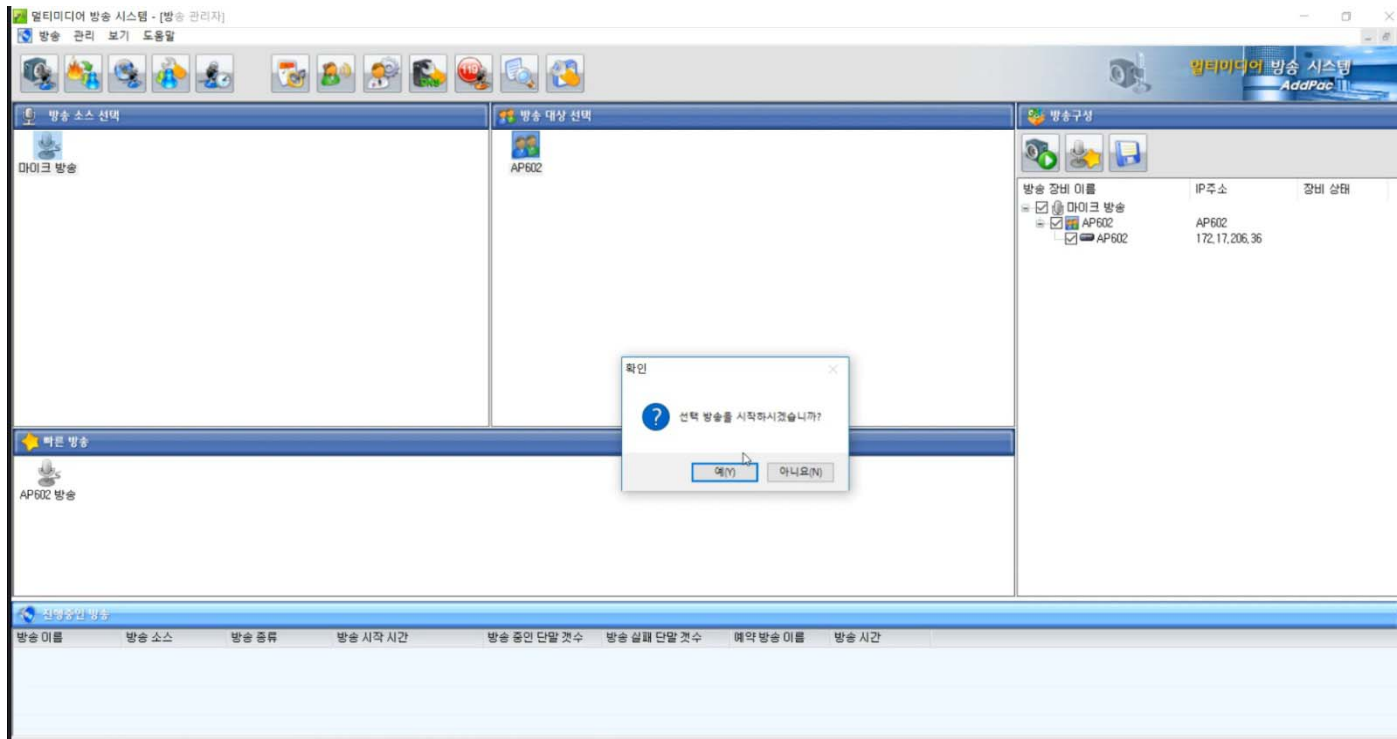 멀티미디어 방송 시스템 - [방송 관리자]
방송 관리 보기 도움말
119
멀티미디어 방송 시스템
AddPac
방송 소스 선택
방송 대상 선택
방송구성
마이크 방송
AP602
방송 장비 이름 IP주소 장비 상태
마이크 방송
AP602 AP602
AP602 172,17,206,36
확인
선택 방송을 시작하시겠습니까?
예(Y) 아니요(N)
빠른 방송
AP602 방송
진행중인 방송
방송 이름 방송 소스 방송 종류 방송 시작 시간 방송 중인 단말 갯수 방송 실패 단말 갯수 예약 방송 이름 방송 시간